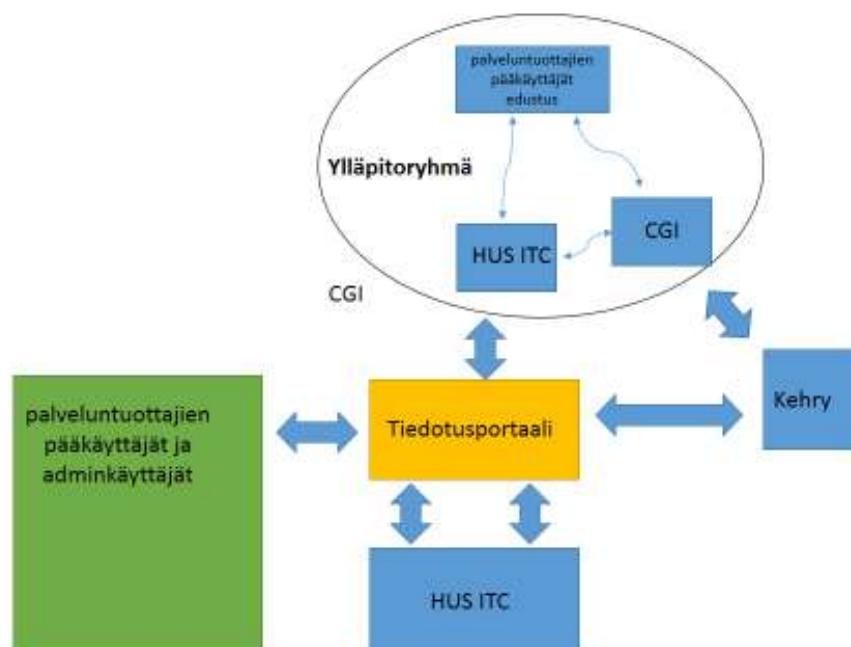 palveluntuottajien
pääkäyttäjät
edustus
Ylläpitoryhmä
HUS ITC
CGI
CGI
palveluntuottajien
pääkäyttäjät ja
adminkäyttäjät
Tiedotusportaali
Kehry
HUS ITC